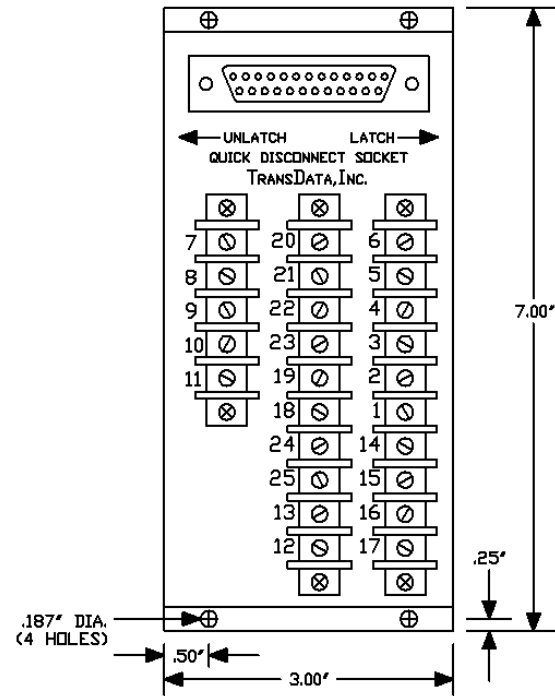 UNLATCH LATCH
QUICK DISCONNECT SOCKET
TRANSDATA,INC.
7 20 6
8 21 5
9 22 4
10 23 3
11 19 2
18 1
24 14
25 15
13 16
12 17
7.00"
.25"
.187" DIA.
(4 HOLES)
.50"
3.00"